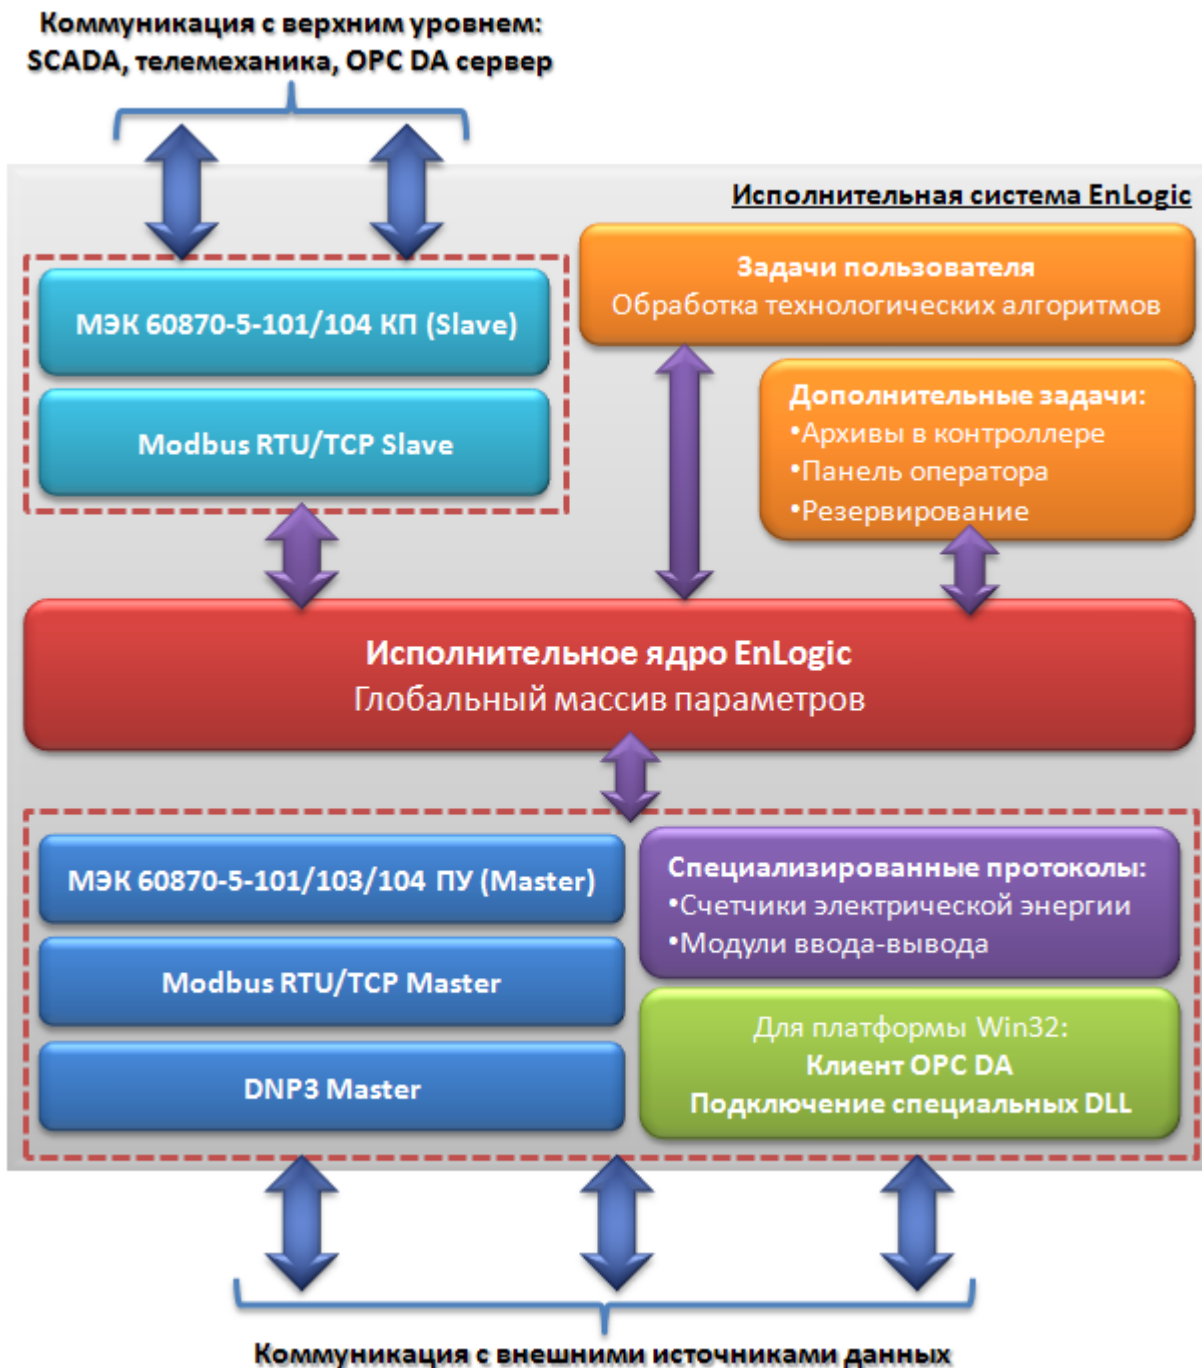 Коммуникация с верхним уровнем:
SCADA, телемеханика, OPC DA сервер
Исполнительная система EnLogic
МЭК 60870-5-101/104 КП (Slave)
Modbus RTU/TCP Slave
Задачи пользователя
Обработка технологических алгоритмов
Дополнительные задачи:
•Архивы в контроллере
•Панель оператора
•Резервирование
Исполнительное ядро EnLogic
Глобальный массив параметров
МЭК 60870-5-101/103/104 ПУ (Master)
Modbus RTU/TCP Master
DNP3 Master
Специализированные протоколы:
•Счетчики электрической энергии
•Модули ввода-вывода
Для платформы Win32:
Клиент OPC DA
Подключение специальных DLL
Коммуникация с внешними источниками данных